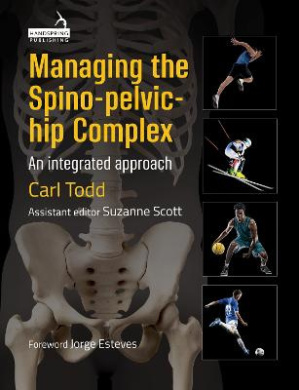 HANDSPRING
PUBLISHING
Managing the
Spino-pelvic-
hip Complex
An integrated approach
Carl Todd
Assistant editor Suzanne Scott
Foreword Jorge Esteves